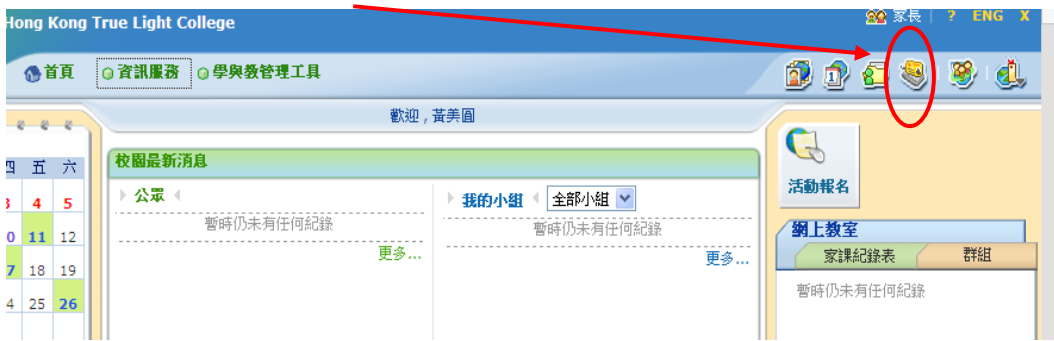 Hong Kong True Light College
家長 | ? ENG X
首頁 資訊服務 學與教管理工具
1
歡迎 , 黃美圓
四 五 六
3 4 5
0 11 12
7 18 19
4 25 26
校園最新消息
公眾
暫時仍未有任何紀錄
更多...
我的小組 全部小組
暫時仍未有任何紀錄
更多...
活動報名
網上教室
家課紀錄表 群組
暫時仍未有任何紀錄